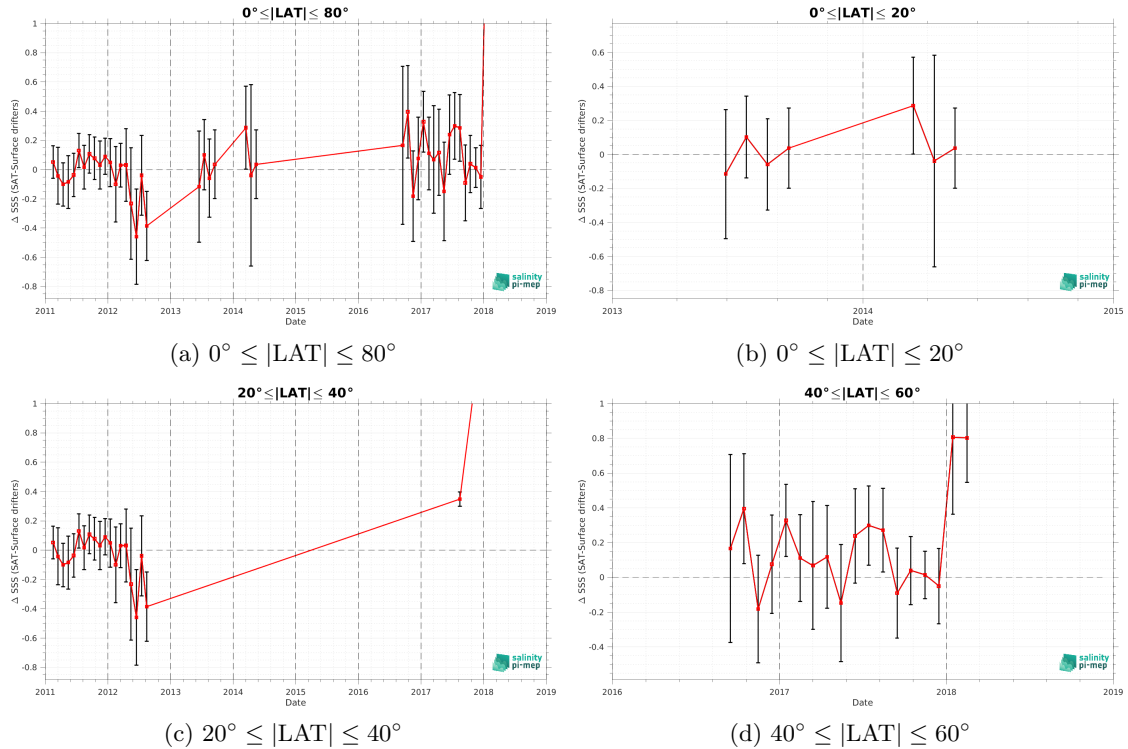 0°≤|LAT|≤ 80°
Δ SSS (SAT-Surface drifters)
1
0.8
0.6
0.4
0.2
0
-0.2
-0.4
-0.6
-0.8
2011 2012 2013 2014 2015 2016 2017 2018 2019
Date
salinity
pi-mep
(a) 0° ≤ |LAT| ≤ 80°
0°≤|LAT|≤ 20°
Δ SSS (SAT-Surface drifters)
0.8
0.6
0.4
0.2
0
-0.2
-0.4
-0.6
-0.8
2013 2014 2015
Date
salinity
pi-mep
(b) 0° ≤ |LAT| ≤ 20°
20°≤|LAT|≤ 40°
Δ SSS (SAT-Surface drifters)
1
0.8
0.6
0.4
0.2
0
-0.2
-0.4
-0.6
-0.8
2011 2012 2013 2014 2015 2016 2017 2018 2019
Date
salinity
pi-mep
(c) 20° ≤ |LAT| ≤ 40°
40°≤|LAT|≤ 60°
Δ SSS (SAT-Surface drifters)
1
0.8
0.6
0.4
0.2
0
-0.2
-0.4
2016 2017 2018 2019
Date
salinity
pi-mep
(d) 40° ≤ |LAT| ≤ 60°